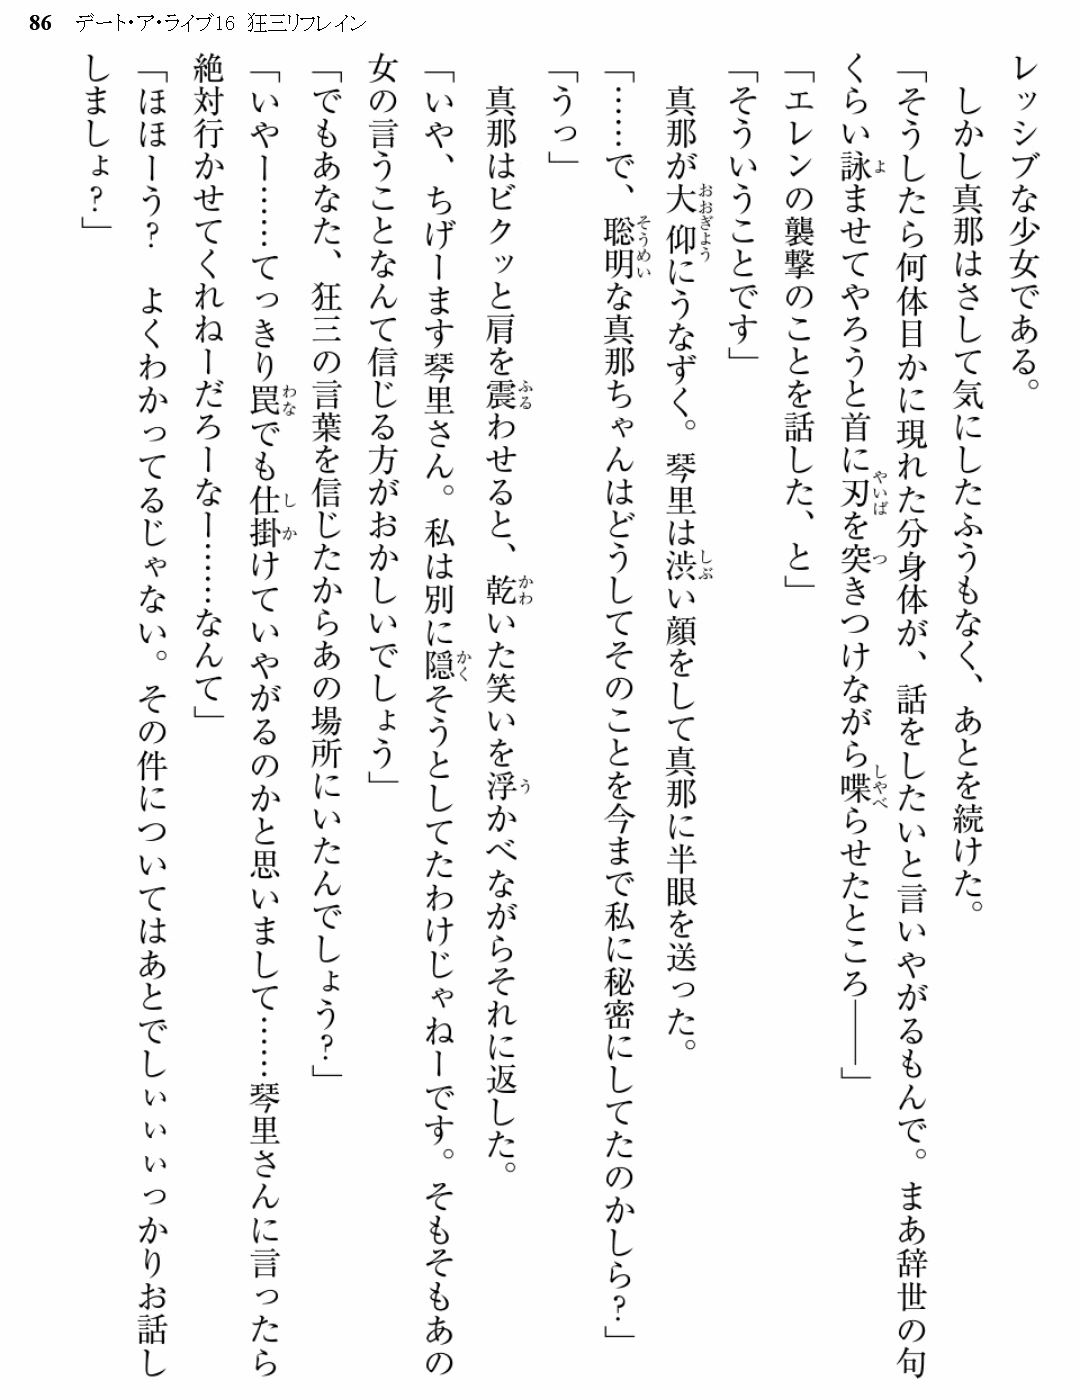 86 デート・ア・ライブ16 狂三リフレイン
レッシブな少女である。
しかし真那はさして気にしたふうもなく、あとを続けた。
「そうしたら何体目かに現れた分身体が、話をしたいと言いやがるもんで。まあ辞世の句
くらい詠ませてやろうと首に刃を突きつけながら喋らせたところ――」
「エレンの襲撃のことを話した、と」
「そういうことです」
真那が大仰にうなずく。琴里は渋い顔をして真那に半眼を送った。
「……で、聡明な真那ちゃんはどうしてそのことを今まで私に秘密にしてたのかしら？」
「うっ」
真那はビクッと肩を震わせると、乾いた笑いを浮かべながらそれに返した。
「いや、ちげーます琴里さん。私は別に隠そうとしてたわけじゃねーです。そもそもあの
女の言うことなんて信じる方がおかしいでしょう」
「でもあなた、狂三の言葉を信じたからあの場所にいたんでしょう？」
「いやー……てっきり罠でも仕掛けていやがるのかと思いまして……琴里さんに言ったら
絶対行かせてくれねーだろーなー……なんて」
「ほほーう？　よくわかってるじゃない。その件についてはあとでしぃぃぃっかりお話し
しましょ？」